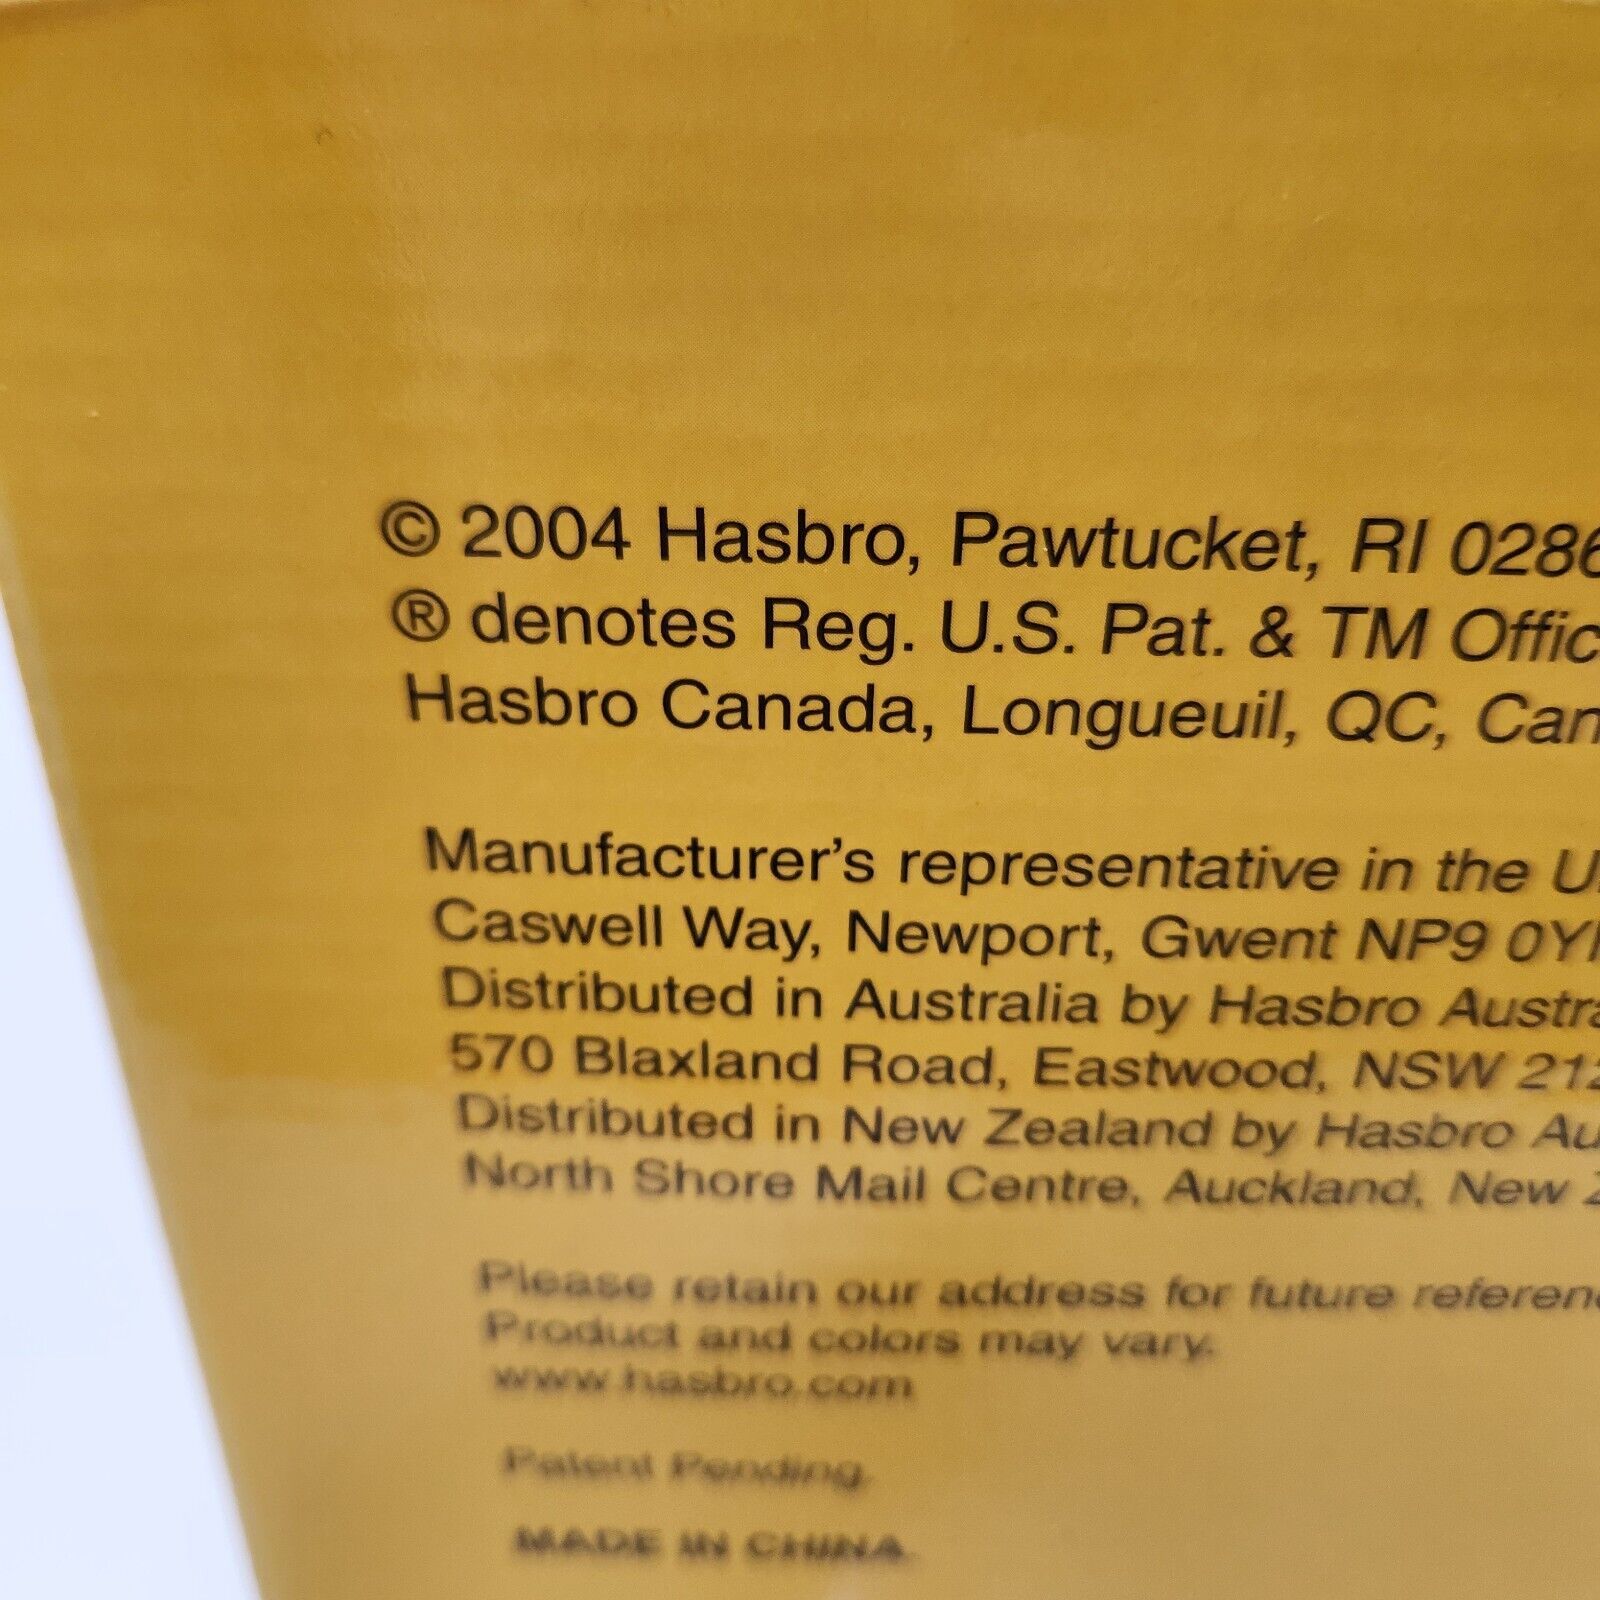 © 2004 Hasbro, Pawtucket, RI 0286
® denotes Reg. U.S. Pat. & TM Offic
Hasbro Canada, Longueuil, QC, Can
Manufacturer's representative in the U.
Caswell Way, Newport, Gwent NP9 0Y
Distributed in Australia by Hasbro Austra
570 Blaxland Road, Eastwood, NSW 212
Distributed in New Zealand by Hasbro Au
North Shore Mail Centre, Auckland, New Z
Please retain our address for future referen
Product and colors may vary.
www.hasbro.com
Patent Pending.
MADE IN CHINA.